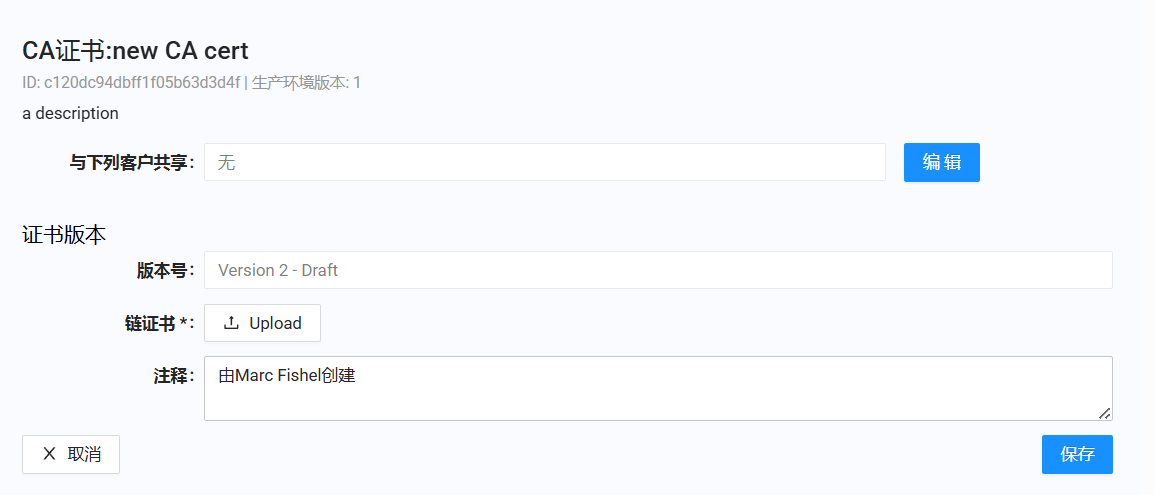 CA证书:new CA cert
ID: c120dc94dbff1f05b63d3d4f | 生产环境版本: 1
a description
与下列客户共享: 无 编 辑
证书版本
版本号: Version 2 - Draft
链证书 *: Upload
注释: 由Marc Fishel创建
取消 保存